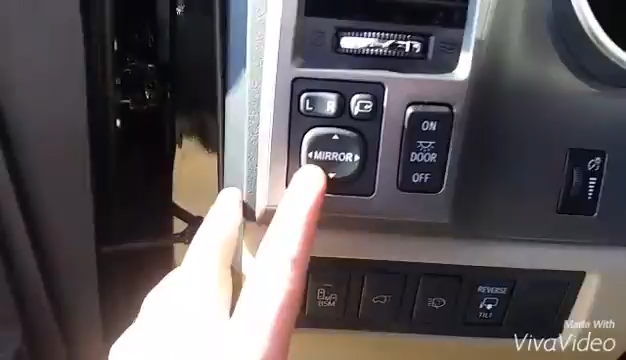 L R
MIRROR
ON
DOOR
OFF
BSM
REVERSE
TILT
Made With
VivaVideo